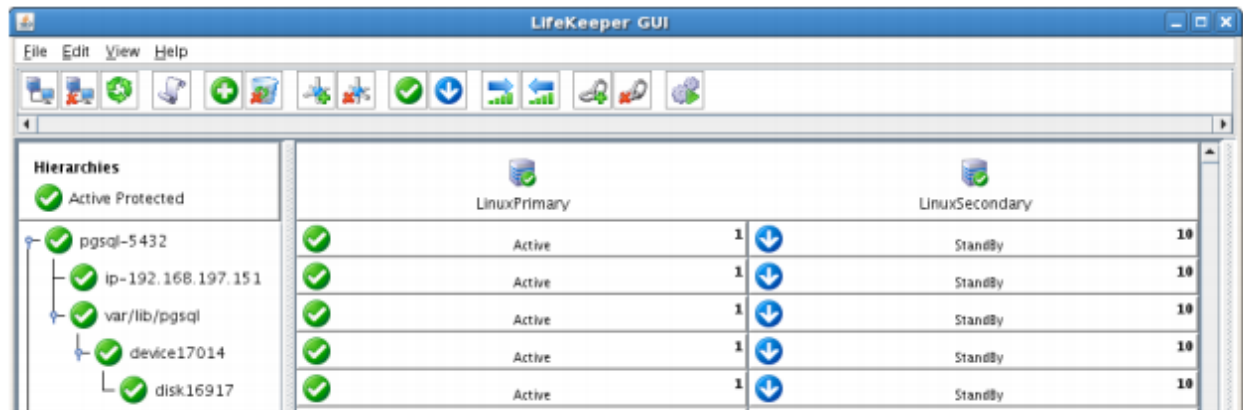 LifeKeeper GUI
File Edit View Help
Hierarchies
Active Protected
LinuxPrimary
LinuxSecondary
pgsql-5432 Active 1 StandBy 10
ip-192.168.197.151 Active 1 StandBy 10
var/lib/pgsql Active 1 StandBy 10
device17014 Active 1 StandBy 10
disk16917 Active 1 StandBy 10